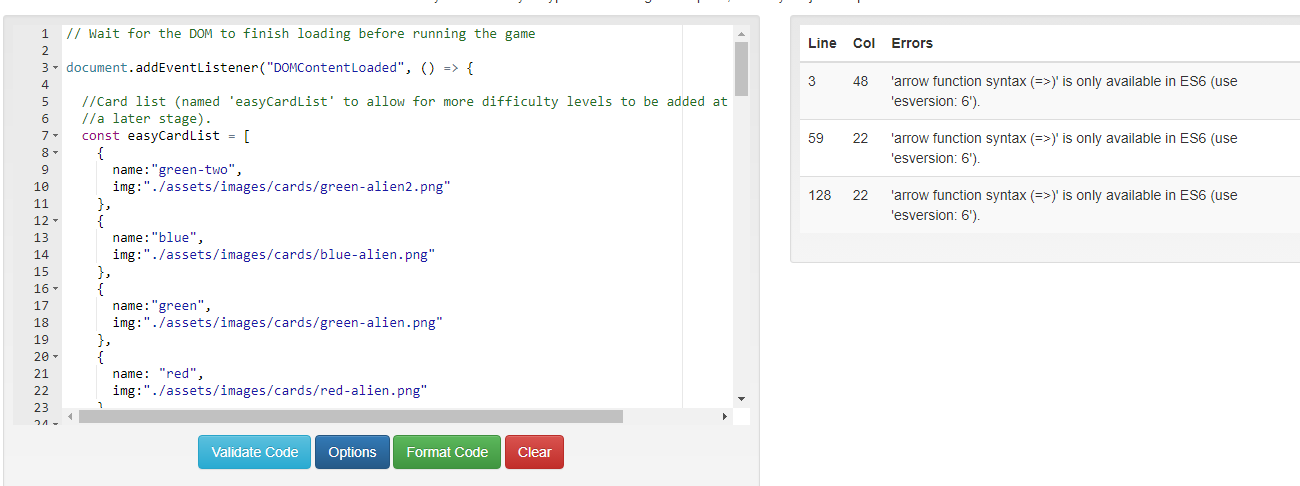 1 // Wait for the DOM to finish loading before running the game
2
3 document.addEventListener("DOMContentLoaded", () => {
4
5 //Card list (named 'easyCardList' to allow for more difficulty levels to be added at
6 //a later stage).
7 const easyCardList = [
8 {
9 name:"green-two",
10 img:"./assets/images/cards/green-alien2.png"
11 },
12 {
13 name:"blue",
14 img:"./assets/images/cards/blue-alien.png"
15 },
16 {
17 name:"green",
18 img:"./assets/images/cards/green-alien.png"
19 },
20 {
21 name: "red",
22 img:"./assets/images/cards/red-alien.png"
23 }
24
Validate Code Options Format Code Clear
Line Col Errors
3 48 'arrow function syntax (=>)' is only available in ES6 (use
'esversion: 6').
59 22 'arrow function syntax (=>)' is only available in ES6 (use
'esversion: 6').
128 22 'arrow function syntax (=>)' is only available in ES6 (use
'esversion: 6').